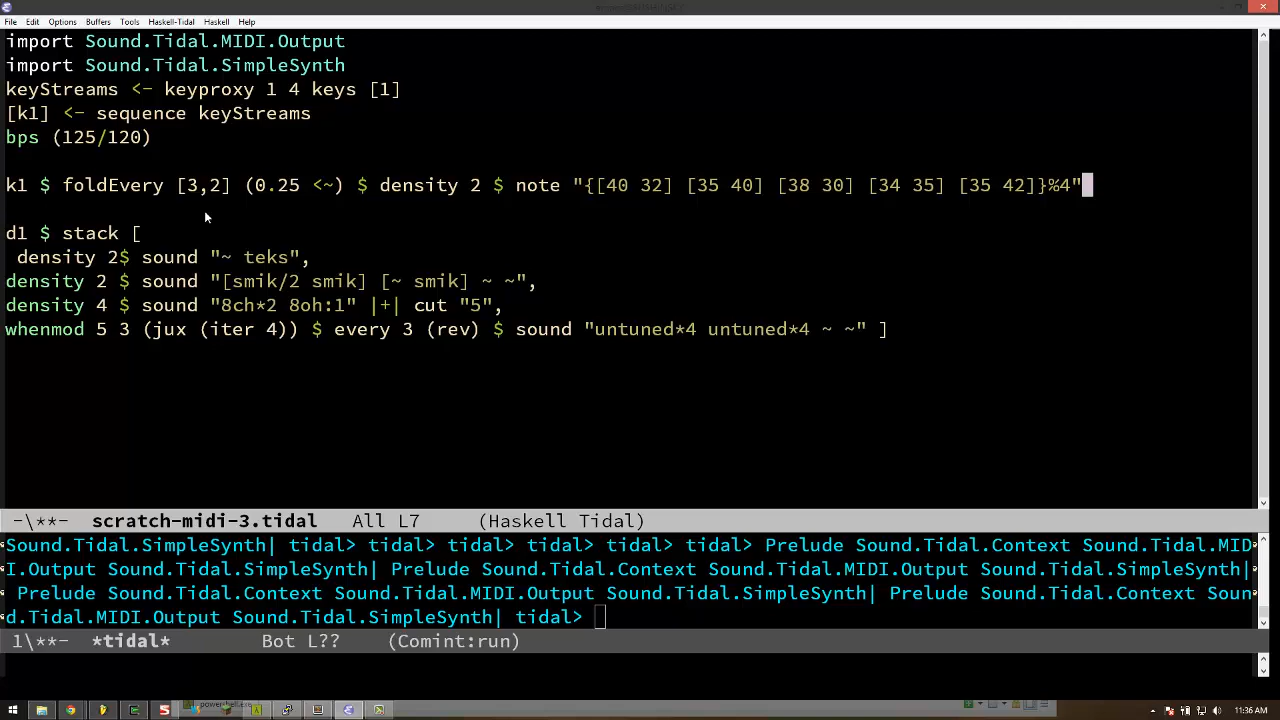 File Edit Options Buffers Tools Haskell-Tidal Haskell Help
import Sound.Tidal.MIDI.Output
import Sound.Tidal.SimpleSynth
keyStreams <- keyproxy 1 4 keys [1]
[k1] <- sequence keyStreams
bps (125/120)
k1 $ foldEvery [3,2] (0.25 <~) $ density 2 $ note "{[40 32] [35 40] [38 30] [34 35] [35 42]}%4"
d1 $ stack [
density 2$ sound "~ teks",
density 2 $ sound "[smik/2 smik] [~ smik] ~ ~",
density 4 $ sound "8ch*2 8oh:1" |+| cut "5",
whenmod 5 3 (jux (iter 4)) $ every 3 (rev) $ sound "untuned*4 untuned*4 ~ ~" ]
-\**- scratch-midi-3.tidal All L7 (Haskell Tidal)
Sound.Tidal.SimpleSynth| tidal> tidal> tidal> tidal> tidal> tidal> Prelude Sound.Tidal.Context Sound.Tidal.MID
I.Output Sound.Tidal.SimpleSynth| Prelude Sound.Tidal.Context Sound.Tidal.MIDI.Output Sound.Tidal.SimpleSynth|
Prelude Sound.Tidal.Context Sound.Tidal.MIDI.Output Sound.Tidal.SimpleSynth| Prelude Sound.Tidal.Context Soun
d.Tidal.MIDI.Output Sound.Tidal.SimpleSynth| tidal>
1\**- *tidal* Bot L?? (Comint:run)
11:36 AM